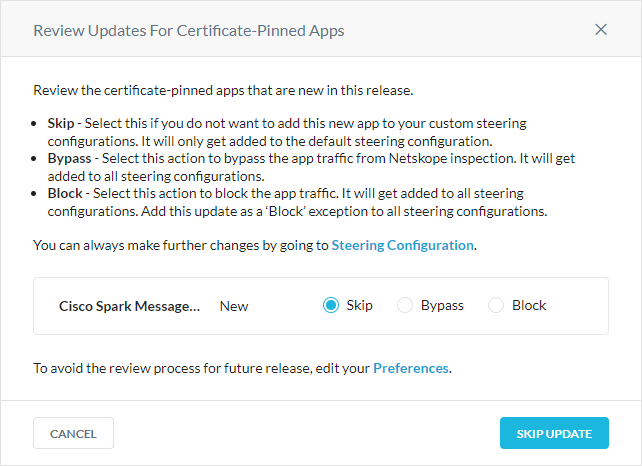 Review Updates For Certificate-Pinned Apps
Review the certificate-pinned apps that are new in this release.
Skip - Select this if you do not want to add this new app to your custom steering
configurations. It will only get added to the default steering configuration.
Bypass - Select this action to bypass the app traffic from Netskope inspection. It will get
added to all steering configurations.
Block - Select this action to block the app traffic. It will get added to all steering
configurations. Add this update as a ‘Block’ exception to all steering configurations.
You can always make further changes by going to Steering Configuration.
Cisco Spark Message... New Skip Bypass Block
To avoid the review process for future release, edit your Preferences.
CANCEL SKIP UPDATE